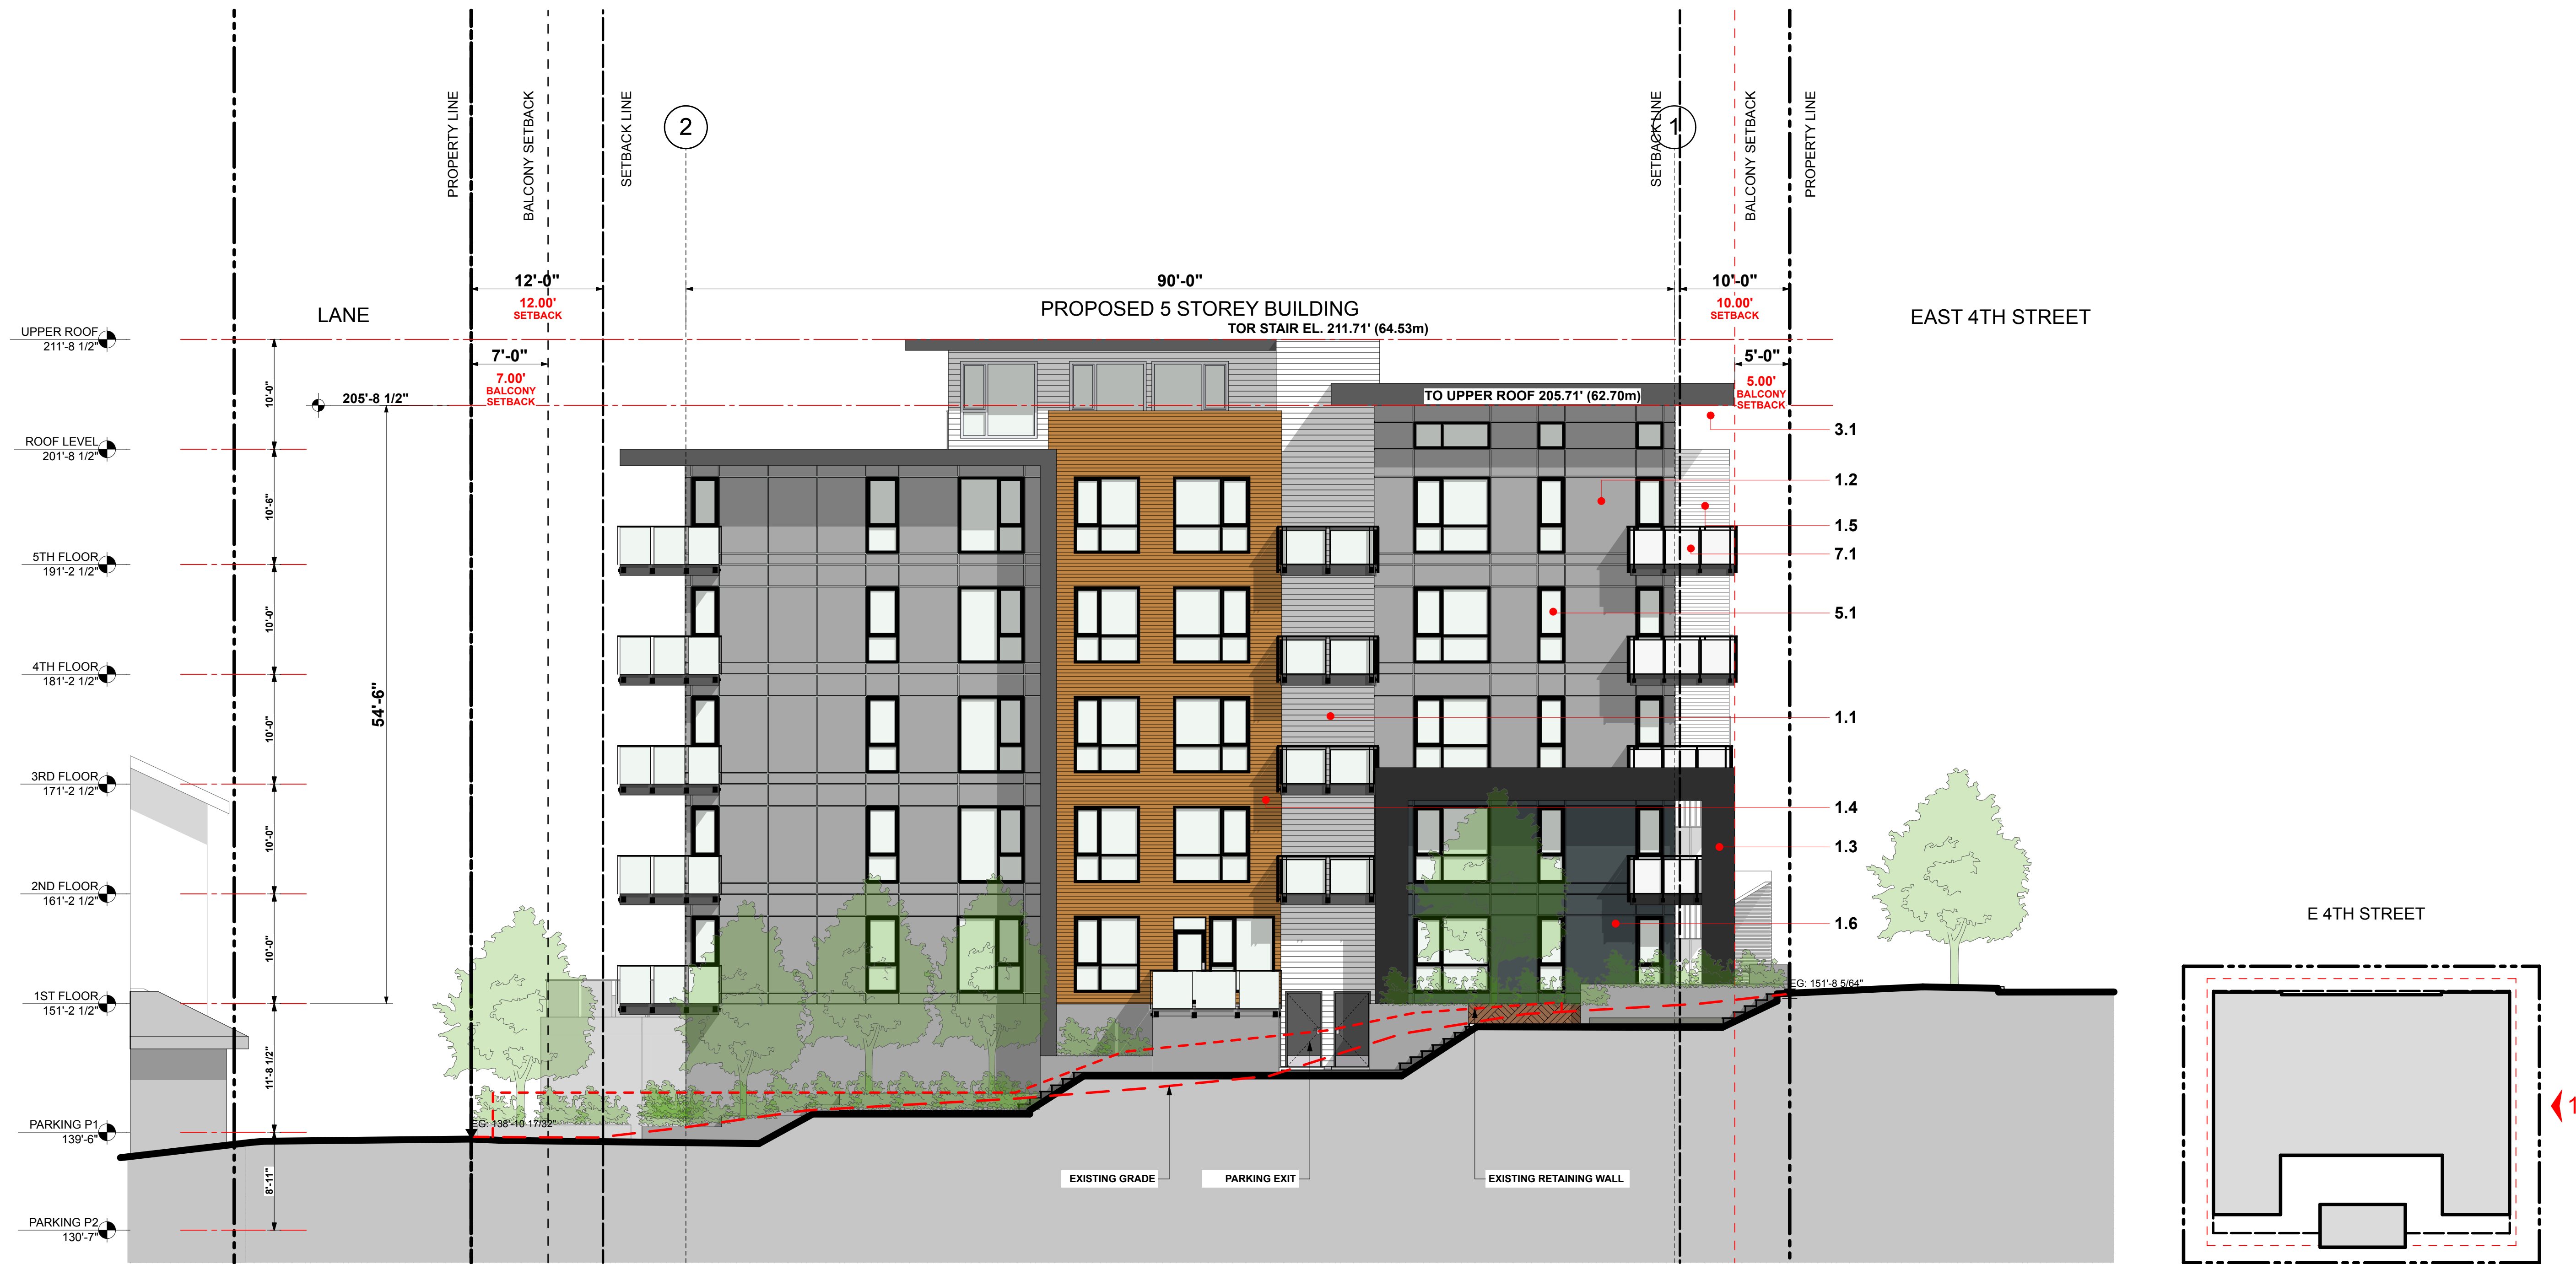 PROPERTY LINE
BALCONY SETBACK
SETBACK LINE
2
SETBACK LINE
1
BALCONY SETBACK
PROPERTY LINE
12'-0"
12.00'
SETBACK
90'-0"
10'-0"
10.00'
SETBACK
LANE
PROPOSED 5 STOREY BUILDING
TOR STAIR EL. 211.71' (64.53m)
EAST 4TH STREET
UPPER ROOF
211'-8 1/2"
7'-0"
7.00'
BALCONY
SETBACK
5'-0"
5.00'
BALCONY
SETBACK
10'-0"
205'-8 1/2"
TO UPPER ROOF 205.71' (62.70m)
3.1
ROOF LEVEL
201'-8 1/2"
1.2
10'-6"
1.5
7.1
5TH FLOOR
191'-2 1/2"
10'-0"
5.1
4TH FLOOR
181'-2 1/2"
54'-6"
10'-0"
1.1
3RD FLOOR
171'-2 1/2"
10'-0"
1.4
1.3
2ND FLOOR
161'-2 1/2"
10'-0"
1.6
E 4TH STREET
1ST FLOOR
151'-2 1/2"
EG: 151'-8 5/64"
11'-8 1/2"
PARKING P1
139'-6"
EG: 138'-10 17/32"
1
8'-11"
EXISTING GRADE
PARKING EXIT
EXISTING RETAINING WALL
PARKING P2
130'-7"